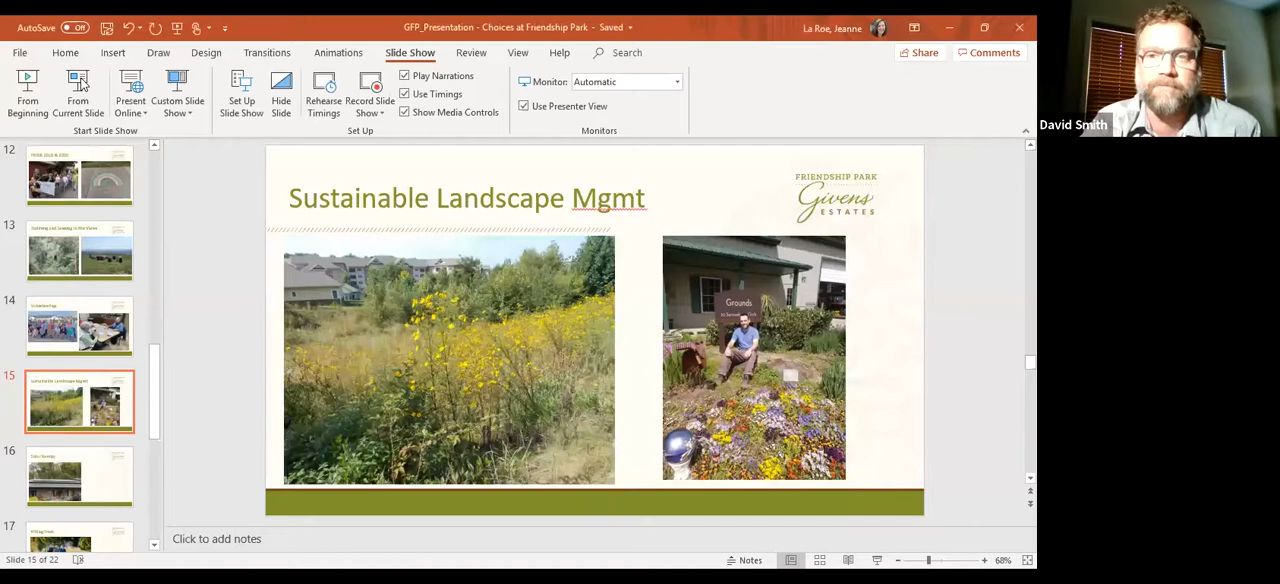 AutoSave Off
GFP_Presentation - Choices at Friendship Park - Saved
La Roe, Jeanne
File Home Insert Draw Design Transitions Animations Slide Show Review View Help Search
Share Comments
From Beginning
From Current Slide
Present Online
Custom Slide Show
Set Up Slide Show
Hide Slide
Rehearse Timings
Record Slide Show
Play Narrations
Use Timings
Show Media Controls
Monitor: Automatic
Use Presenter View
Start Slide Show
Set Up
Monitors
David Smith
12
13
14
15
Sustainable Landscape Mgmt
16
17
Sustainable Landscape Mgmt
FRIENDSHIP PARK
Givens
ESTATES
Grounds
Click to add notes
Slide 15 of 22
Notes
68%